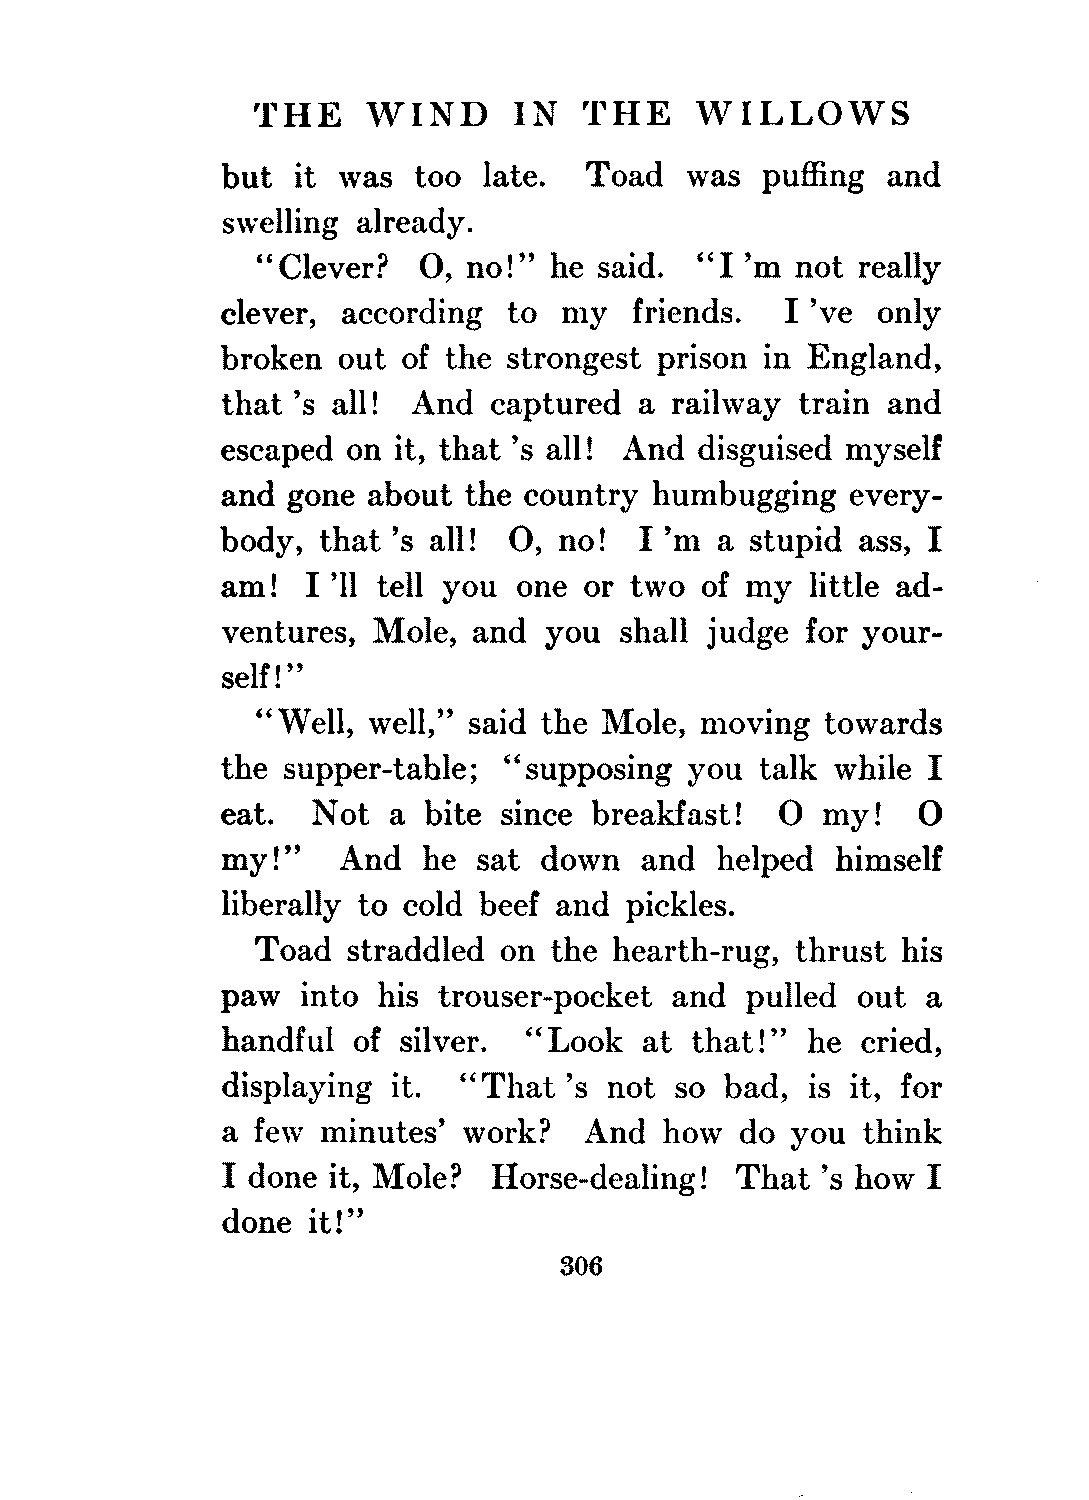 THE WIND IN THE WILLOWS
but it was too late. Toad was puffing and
swelling already.
“Clever? O, no!” he said. “I ’m not really
clever, according to my friends. I ’ve only
broken out of the strongest prison in England,
that ’s all! And captured a railway train and
escaped on it, that ’s all! And disguised myself
and gone about the country humbugging every-
body, that ’s all! O, no! I ’m a stupid ass, I
am! I ’ll tell you one or two of my little ad-
ventures, Mole, and you shall judge for your-
self!”
“Well, well,” said the Mole, moving towards
the supper-table; “supposing you talk while I
eat. Not a bite since breakfast! O my! O
my!” And he sat down and helped himself
liberally to cold beef and pickles.
Toad straddled on the hearth-rug, thrust his
paw into his trouser-pocket and pulled out a
handful of silver. “Look at that!” he cried,
displaying it. “That ’s not so bad, is it, for
a few minutes’ work? And how do you think
I done it, Mole? Horse-dealing! That ’s how I
done it!”
306